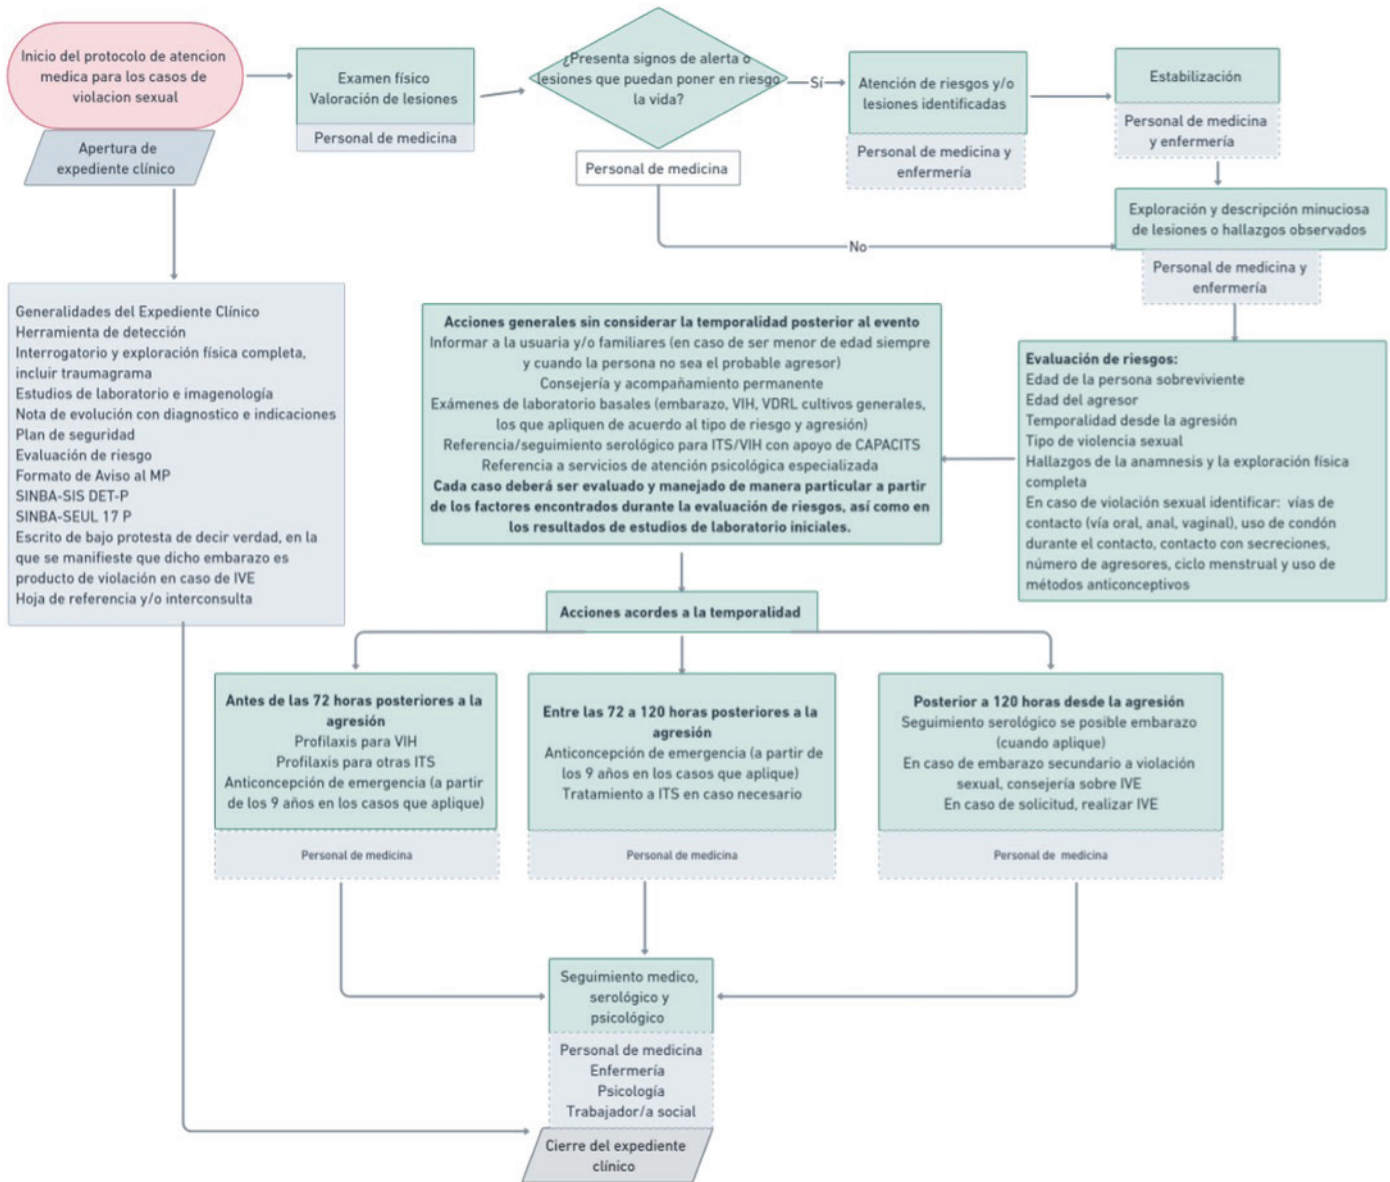 Inicio del protocolo de atencion
medica para los casos de
violacion sexual
Apertura de
expediente clínico
Examen físico
Valoración de lesiones
Personal de medicina
¿Presenta signos de alerta o
lesiones que puedan poner en riesgo
la vida?
Personal de medicina
Sí
Atención de riesgos y/o
lesiones identificadas
Personal de medicina y
enfermería
Estabilización
Personal de medicina
y enfermería
No
Exploración y descripción minuciosa
de lesiones o hallazgos observados
Personal de medicina y
enfermería
Generalidades del Expediente Clínico
Herramienta de detección
Interrogatorio y exploración física completa,
incluir traumagrama
Estudios de laboratorio e imagenología
Nota de evolución con diagnostico e indicaciones
Plan de seguridad
Evaluación de riesgo
Formato de Aviso al MP
SINBA-SIS DET-P
SINBA-SEUL 17 P
Escrito de bajo protesta de decir verdad, en la
que se manifieste que dicho embarazo es
producto de violación en caso de IVE
Hoja de referencia y/o interconsulta
Acciones generales sin considerar la temporalidad posterior al evento
Informar a la usuaria y/o familiares (en caso de ser menor de edad siempre
y cuando la persona no sea el probable agresor)
Consejería y acompañamiento permanente
Exámenes de laboratorio basales (embarazo, VIH, VDRL cultivos generales,
los que apliquen de acuerdo al tipo de riesgo y agresión)
Referencia/seguimiento serológico para ITS/VIH con apoyo de CAPACITS
Referencia a servicios de atención psicológica especializada
Cada caso deberá ser evaluado y manejado de manera particular a partir
de los factores encontrados durante la evaluación de riesgos, así como en
los resultados de estudios de laboratorio iniciales.
Evaluación de riesgos:
Edad de la persona sobreviviente
Edad del agresor
Temporalidad desde la agresión
Tipo de violencia sexual
Hallazgos de la anamnesis y la exploración física
completa
En caso de violación sexual identificar: vías de
contacto (vía oral, anal, vaginal), uso de condón
durante el contacto, contacto con secreciones,
número de agresores, ciclo menstrual y uso de
métodos anticonceptivos
Acciones acordes a la temporalidad
Antes de las 72 horas posteriores a la
agresión
Profilaxis para VIH
Profilaxis para otras ITS
Anticoncepción de emergencia (a partir
de los 9 años en los casos que aplique)
Personal de medicina
Entre las 72 a 120 horas posteriores a la
agresión
Anticoncepción de emergencia (a partir de
los 9 años en los casos que aplique)
Tratamiento a ITS en caso necesario
Personal de medicina
Posterior a 120 horas desde la agresión
Seguimiento serológico se posible embarazo
(cuando aplique)
En caso de embarazo secundario a violación
sexual, consejería sobre IVE
En caso de solicitud, realizar IVE
Personal de medicina
Seguimiento medico,
serológico y
psicológico
Personal de medicina
Enfermería
Psicología
Trabajador/a social
Cierre del expediente
clínico